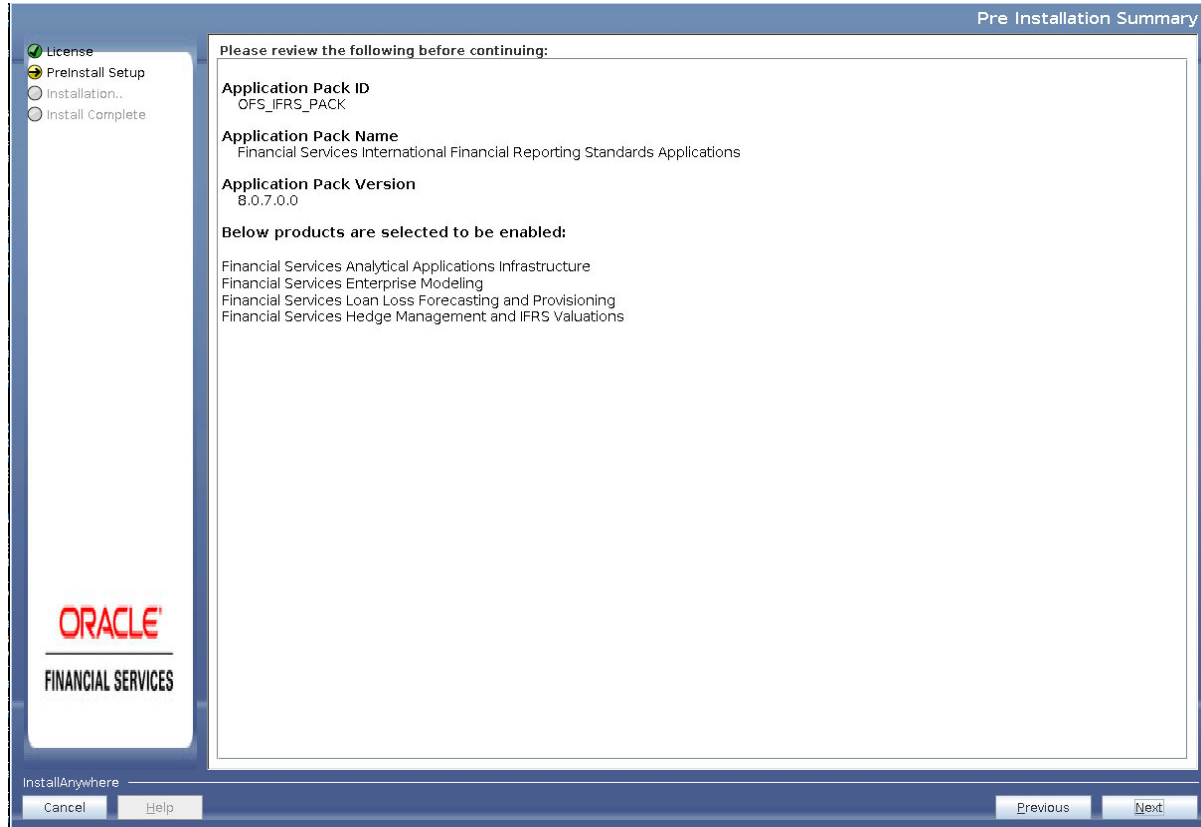 Pre Installation Summary
License
PreInstall Setup
Installation..
Install Complete
Please review the following before continuing:
Application Pack ID
OFS_IFRS_PACK
Application Pack Name
Financial Services International Financial Reporting Standards Applications
Application Pack Version
8.0.7.0.0
Below products are selected to be enabled:
Financial Services Analytical Applications Infrastructure
Financial Services Enterprise Modeling
Financial Services Loan Loss Forecasting and Provisioning
Financial Services Hedge Management and IFRS Valuations
ORACLE'
FINANCIAL SERVICES
InstallAnywhere
Cancel
Help
Previous
Next